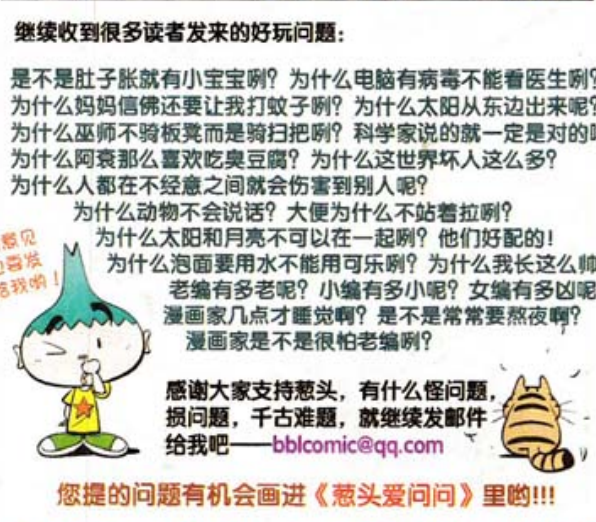 继续收到很多读者发来的好玩问题：
是不是肚子胀就有小宝宝咧？为什么电脑有病毒不能看医生咧？
为什么妈妈信佛还要让我打蚊子咧？为什么太阳从东边出来呢？
为什么巫师不骑板凳而是骑扫把咧？科学家说的就一定是对的
为什么阿衰那么喜欢吃臭豆腐？为什么这世界坏人这么多？
为什么人都在不经意之间就会伤害到别人呢？
为什么动物不会说话？大便为什么不站着拉咧？
为什么太阳和月亮不可以在一起咧？他们好配的！
为什么泡面要用水不能用可乐咧？为什么我长这么帅
老编有多老呢？小编有多小呢？女编有多凶呢
漫画家几点才睡觉啊？是不是常常要熬夜啊？
漫画家是不是很怕老编咧？
意见
也要发
给我哟！
感谢大家支持葱头，有什么怪问题，
损问题，千古难题，就继续发邮件
给我吧——bblcomic@qq.com
您提的问题有机会画进《葱头爱问问》里哟!!!